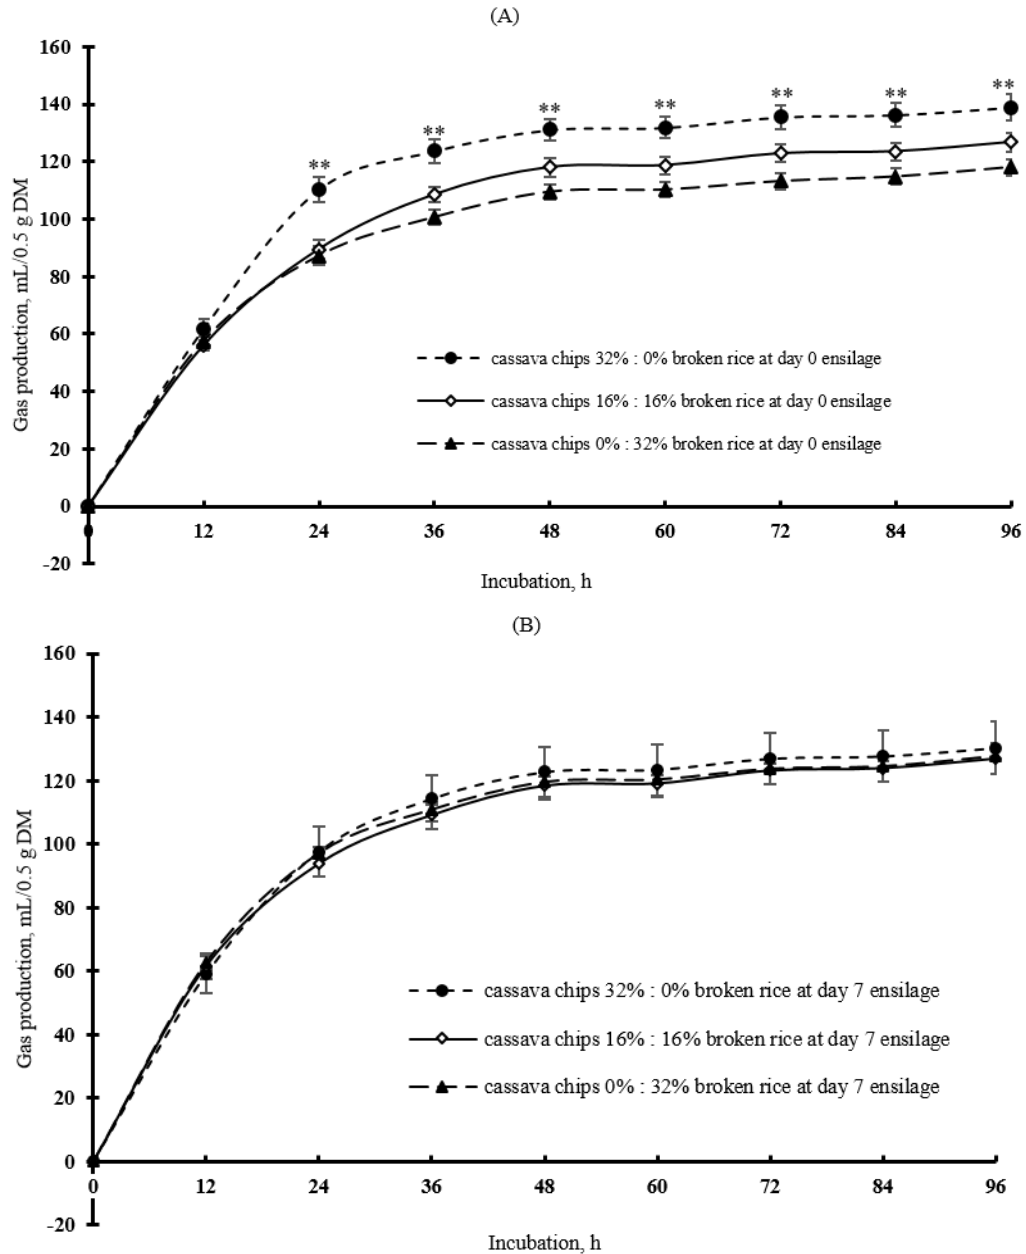 (A)
160
140
120
100
80
60
40
20
0
-20
Gas production, mL/0.5 g DM
** ** ** ** ** ** **
cassava chips 32% : 0% broken rice at day 0 ensilage
cassava chips 16% : 16% broken rice at day 0 ensilage
cassava chips 0% : 32% broken rice at day 0 ensilage
0 12 24 36 48 60 72 84 96
Incubation, h
(B)
160
140
120
100
80
60
40
20
0
-20
Gas production, mL/0.5 g DM
cassava chips 32% : 0% broken rice at day 7 ensilage
cassava chips 16% : 16% broken rice at day 7 ensilage
cassava chips 0% : 32% broken rice at day 7 ensilage
0 12 24 36 48 60 72 84 96
Incubation, h